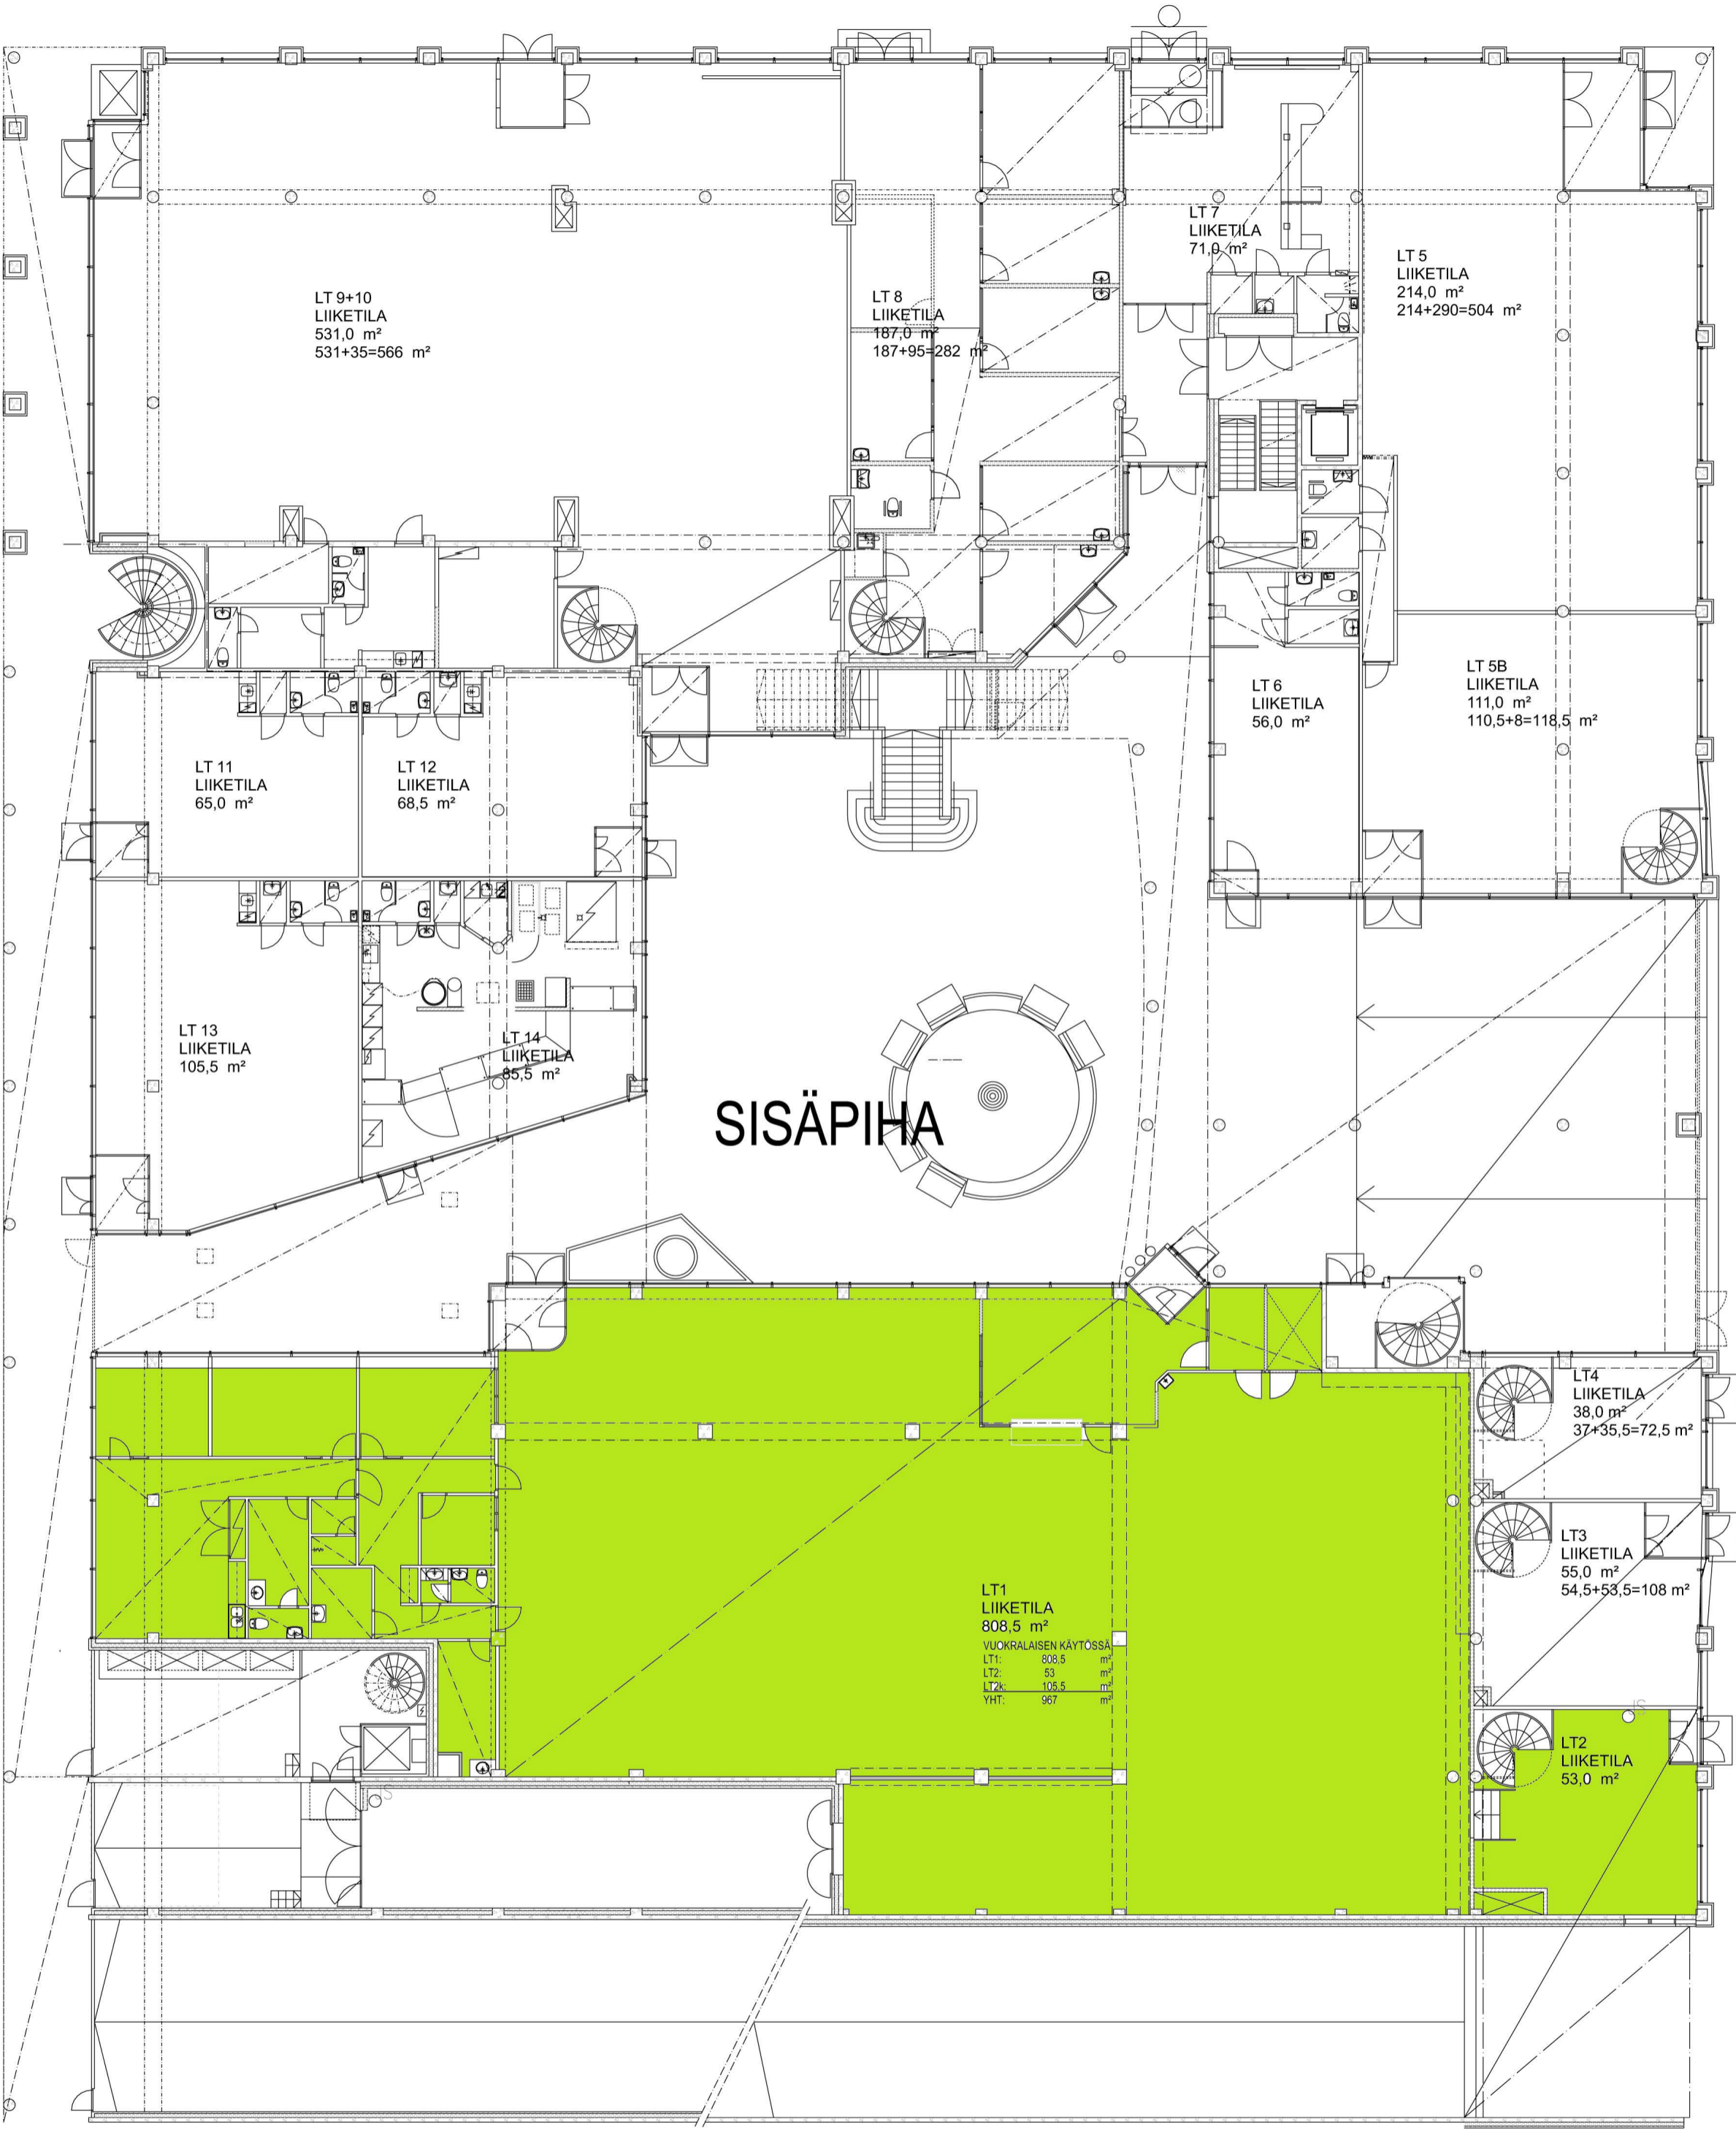 LT 7
LIIKETILA
71,0 m²
LT 5
LIIKETILA
214,0 m²
214+290=504 m²
LT 9+10
LIIKETILA
531,0 m²
531+35=566 m²
LT 8
LIIKETILA
187,0 m²
187+95=282 m²
LT 6
LIIKETILA
56,0 m²
LT 5B
LIIKETILA
111,0 m²
110,5+8=118,5 m²
LT 11
LIIKETILA
65,0 m²
LT 12
LIIKETILA
68,5 m²
LT 13
LIIKETILA
105,5 m²
LT 14
LIIKETILA
85,5 m²
SISÄPIHA
LT4
LIIKETILA
38,0 m²
37+35,5=72,5 m²
LT3
LIIKETILA
55,0 m²
54,5+53,5=108 m²
LT1
LIIKETILA
808,5 m²
VUOKRALAISEN KÄYTÖSSÄ
LT1: 808,5 m²
LT2: 53 m²
LT2k: 105,5 m²
YHT: 967 m²
JS
LT2
LIIKETILA
53,0 m²
JS